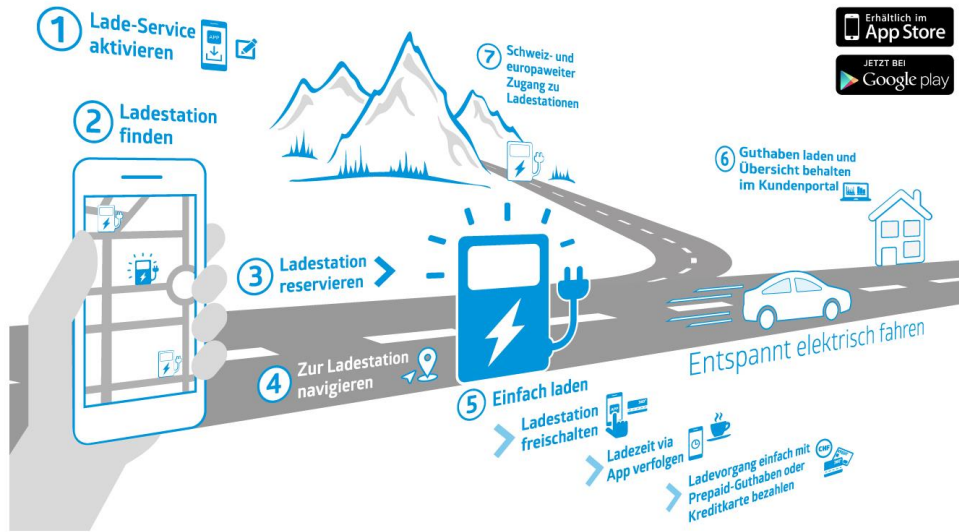 1
Lade-Service
aktivieren
APP
2
Ladestation
finden
3
Ladestation
reservieren
4
Zur Ladestation
navigieren
5
Einfach laden
Ladestation
freischalten
Ladezeit via
App verfolgen
Ladevorgang einfach mit
Prepaid-Guthaben oder
Kreditkarte bezahlen
CHF
6
Guthaben laden und
Übersicht behalten
im Kundenportal
7
Schweiz- und
europaweiter
Zugang zu
Ladestationen
Entspannt elektrisch fahren
Erhältlich im
App Store
JETZT BEI
Google play